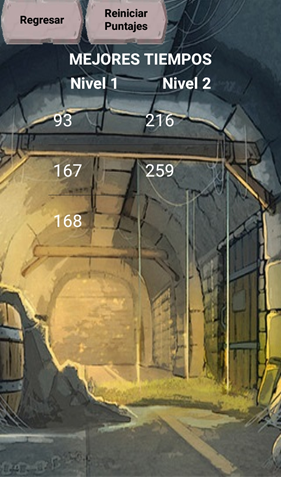 Regresar
Reiniciar
Puntajes
MEJORES TIEMPOS
Nivel 1 Nivel 2
93 216
167 259
168